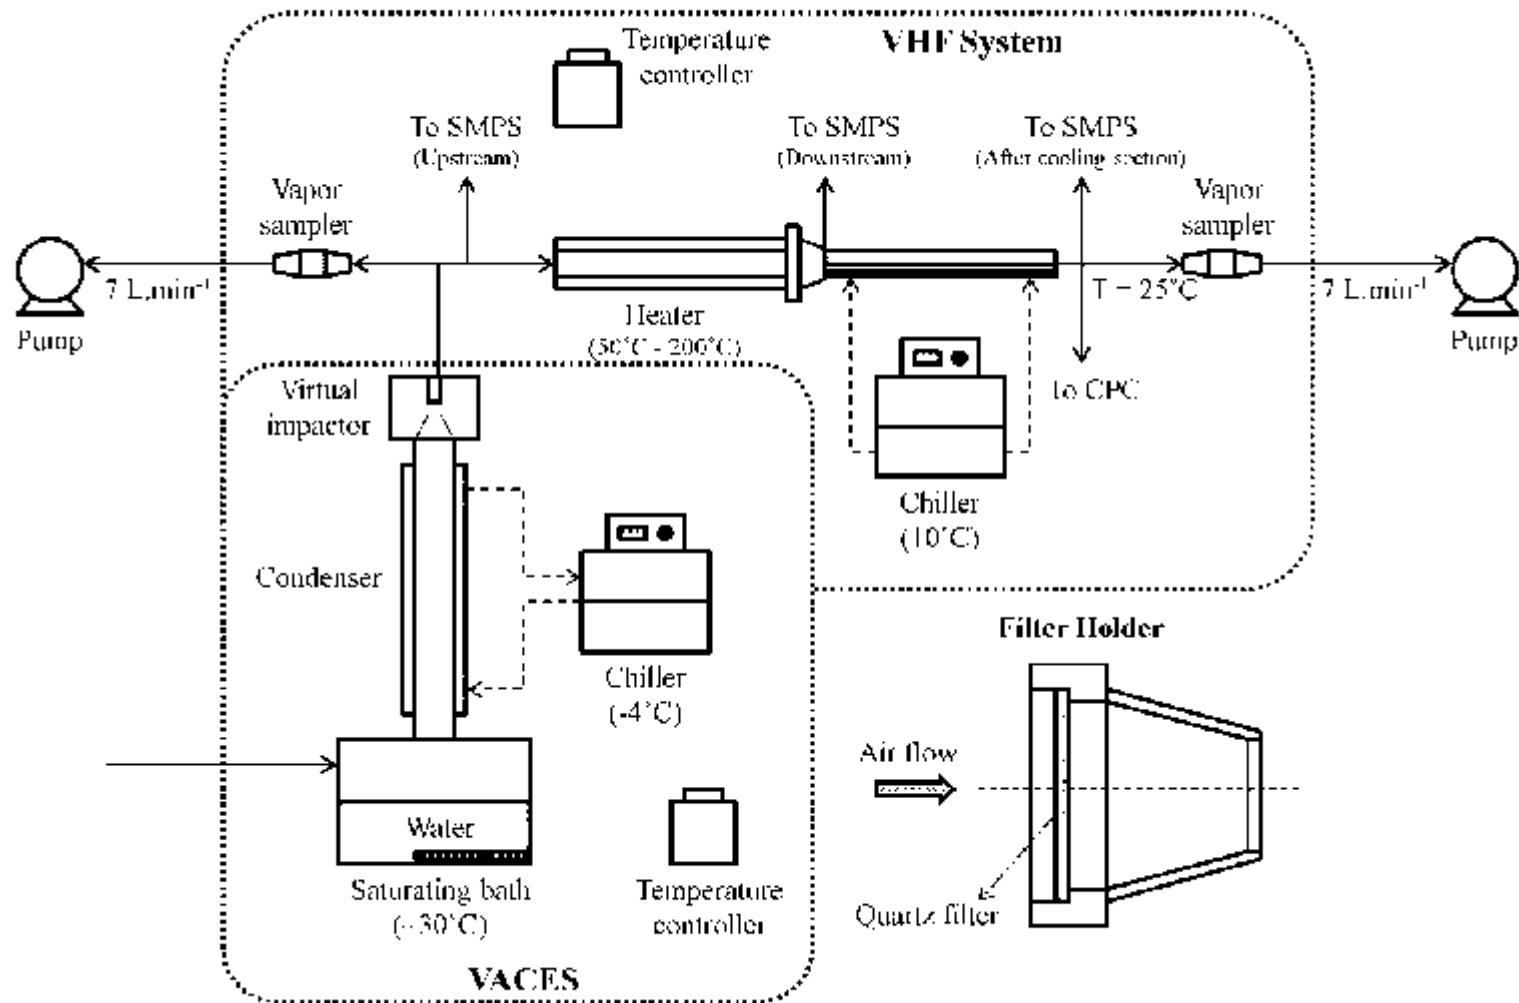 VHF System
Temperature
controller
To SMPS
(Upstream)
To SMPS
(Downstream)
To SMPS
(After cooling section)
Vapor
sampler
Vapor
sampler
7 L.min⁻¹
Pump
Heater
(50°C - 200°C)
T = 25°C
7 L.min⁻¹
Pump
To CPC
Chiller
(10°C)
Virtual
impactor
Condenser
Chiller
(-4°C)
Water
Saturating bath
(~30°C)
Temperature
controller
VACES
Filter Holder
Air flow
Quartz filter